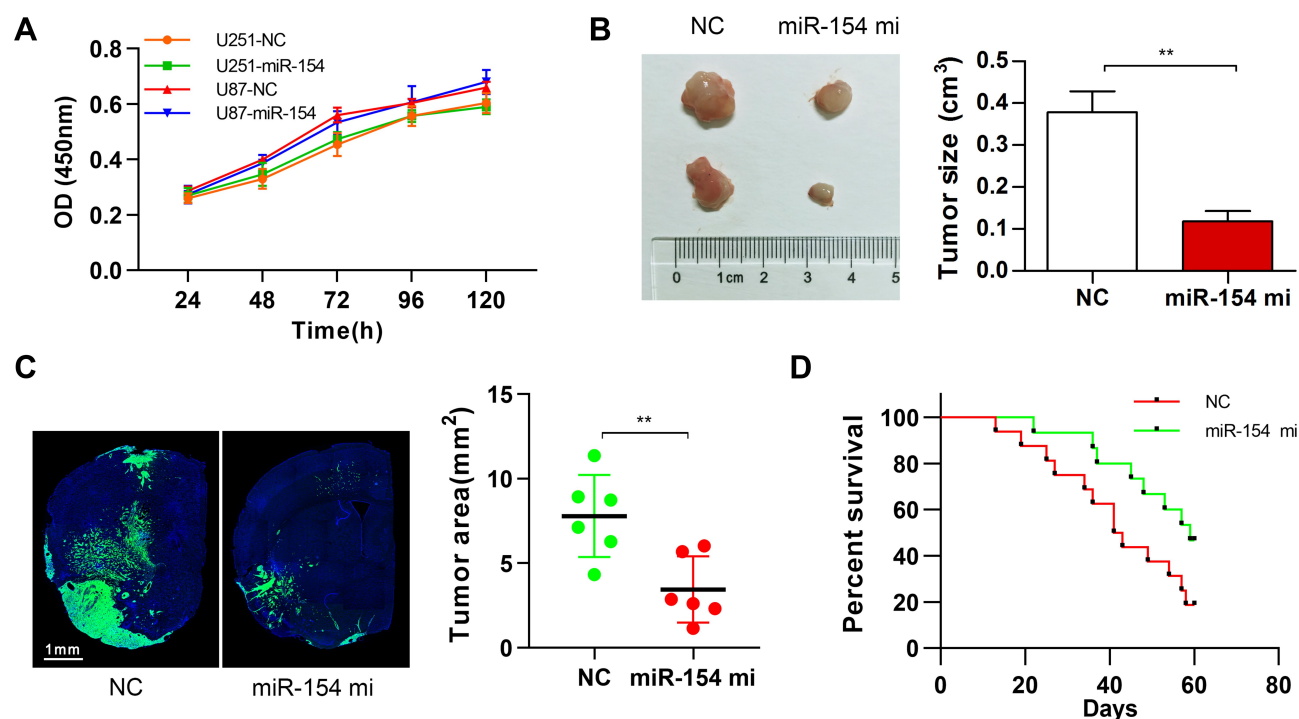 A
U251-NC
U251-miR-154
U87-NC
U87-miR-154
OD (450nm)
0.8
0.6
0.4
0.2
0.0
24 48 72 96 120
Time(h)
B
NC miR-154 mi
0 1cm 2 3 4 5
Tumor size (cm³)
0.5
0.4
0.3
0.2
0.1
0.0
**
NC miR-154 mi
C
1mm
NC miR-154 mi
Tumor area(mm²)
15
10
5
0
**
NC miR-154 mi
D
NC
miR-154 mi
Percent survival
100
80
60
40
20
0
0 20 40 60 80
Days